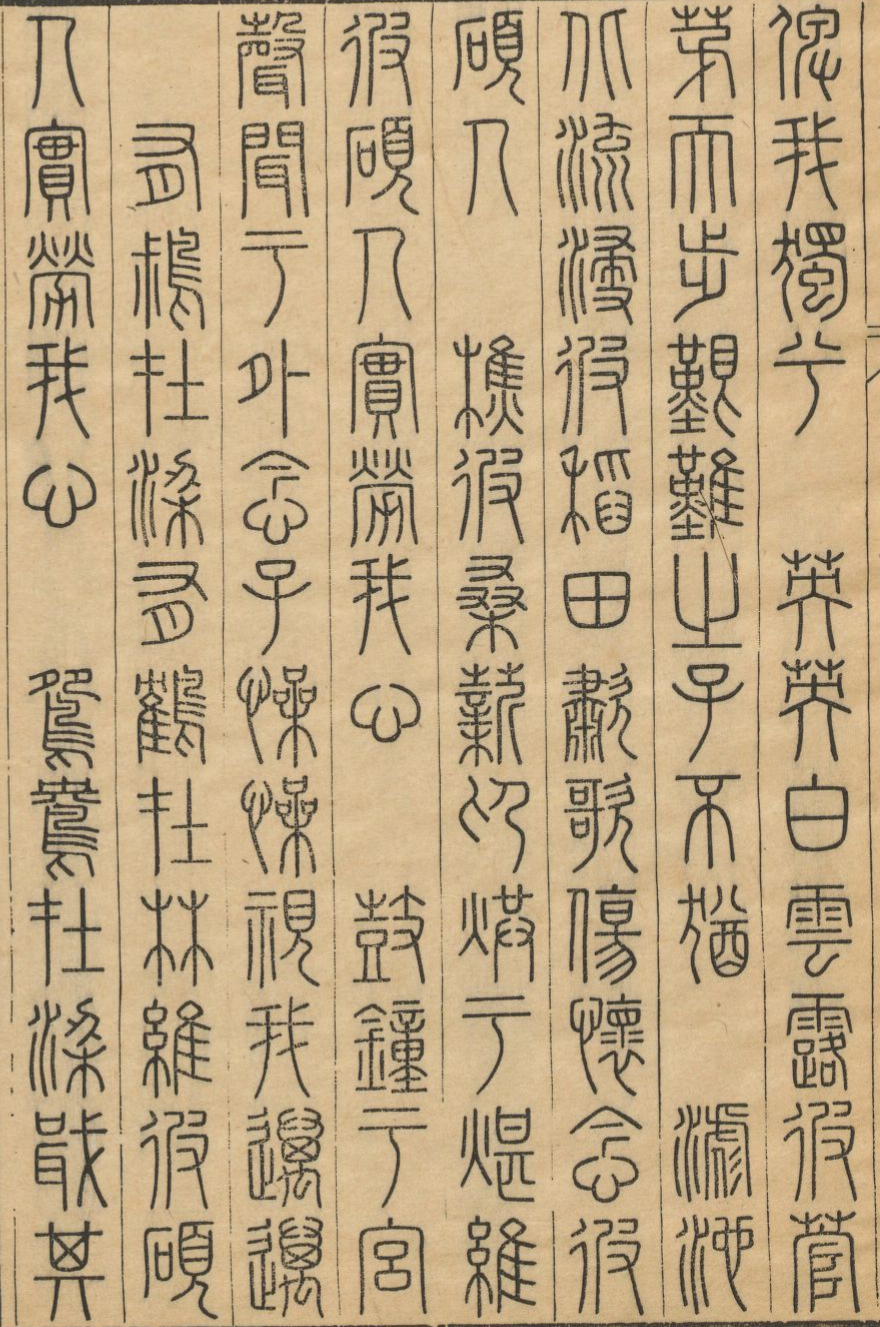 俾我獨兮　英英白雲露彼菅
茅天步艱難之子不猶　滮池
北流浸彼稻田歗歌傷懷念彼
碩人　樵彼桑薪卬烘于煁維
彼碩人實勞我心　鼓鐘于宮
聲聞于外念子懆懆視我邁邁
有鶖在梁有鶴在林維彼碩
人實勞我心　鴛鴦在梁戢其